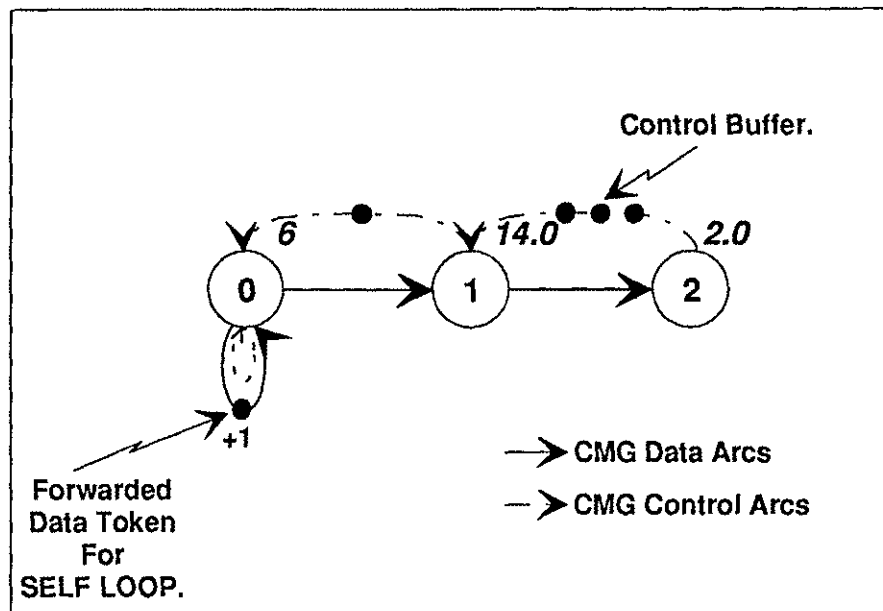 Control Buffer.
6
14.0
2.0
0
1
2
+1
CMG Data Arcs
Forwarded
Data Token
For
SELF LOOP.
CMG Control Arcs